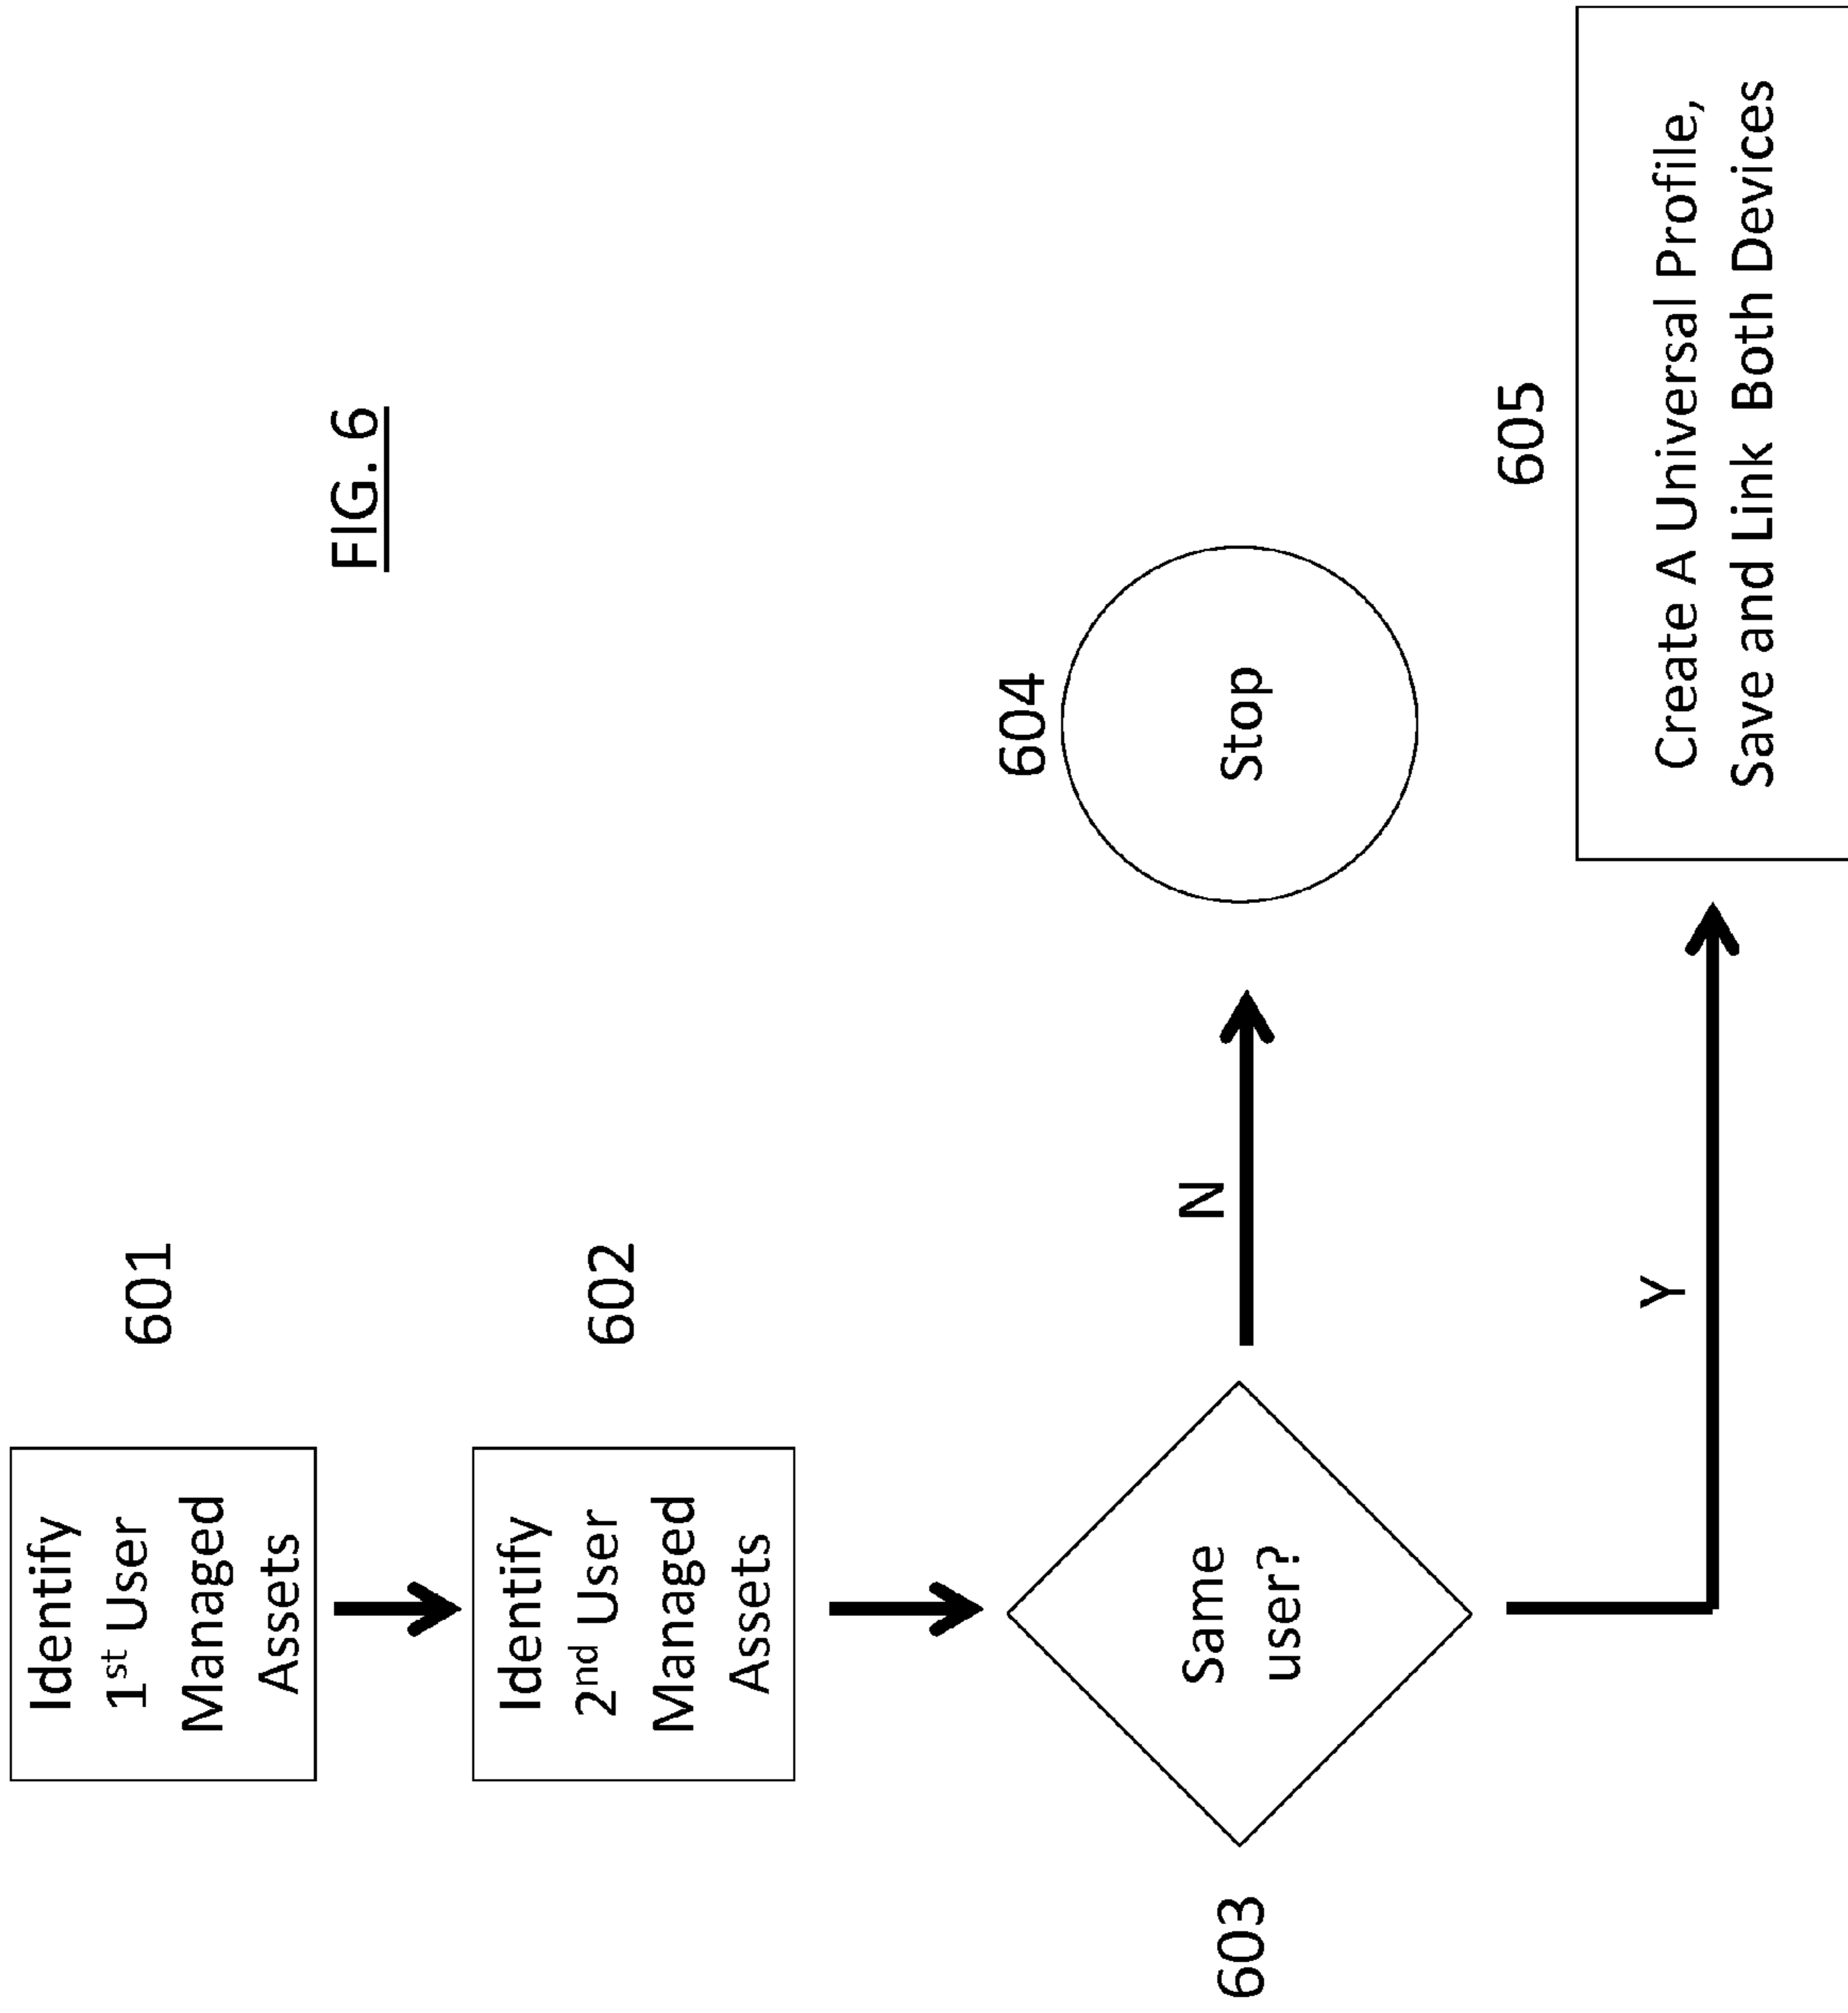 FIG. 6
Identify
1st User
Managed
Assets
601
Identify
2nd User
Managed
Assets
602
603
Same
user?
N
604
Stop
Y
605
Create A Universal Profile,
Save and Link Both Devices